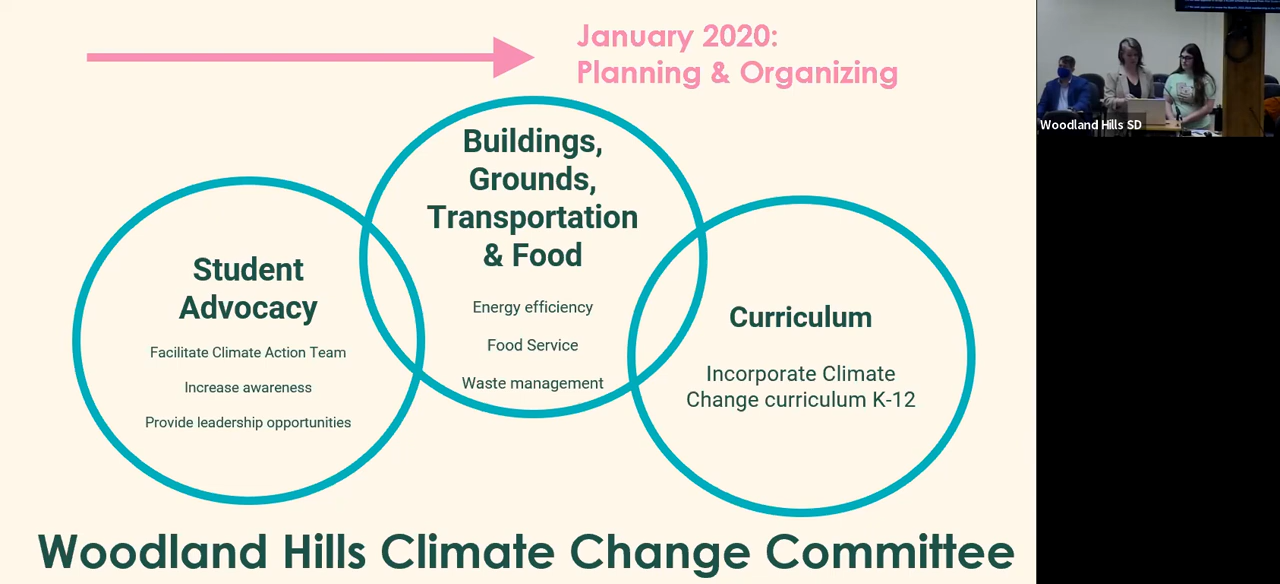 January 2020:
Planning & Organizing
Buildings,
Grounds,
Transportation
& Food
Energy efficiency
Food Service
Waste management
Student
Advocacy
Facilitate Climate Action Team
Increase awareness
Provide leadership opportunities
Curriculum
Incorporate Climate
Change curriculum K-12
Woodland Hills Climate Change Committee
Woodland Hills SD